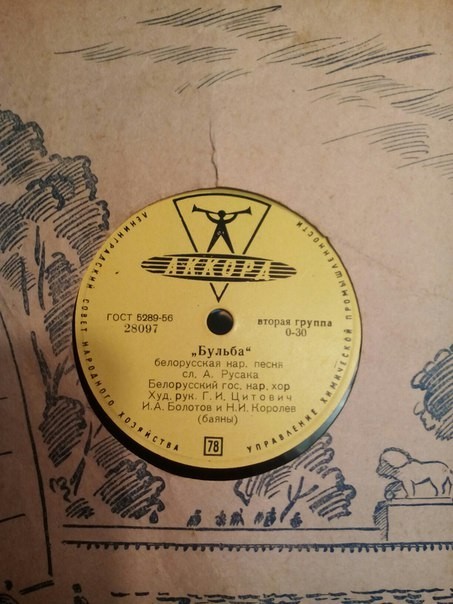 ЛЕНИНГРАДСКИЙ СОВЕТ НАРОДНОГО ХОЗЯЙСТВА
УПРАВЛЕНИЕ ХИМИЧЕСКОЙ ПРОМЫШЛЕННОСТИ
АККОРД
ГОСТ 5289-56
28097
вторая группа
0-30
„Бульба“
белорусская нар. песня
сл. А. Русака
Белорусский гос. нар. хор
Худ. рук. Г. И. Цитович
И.А. Болотов и Н.И. Королев
(баяны)
78